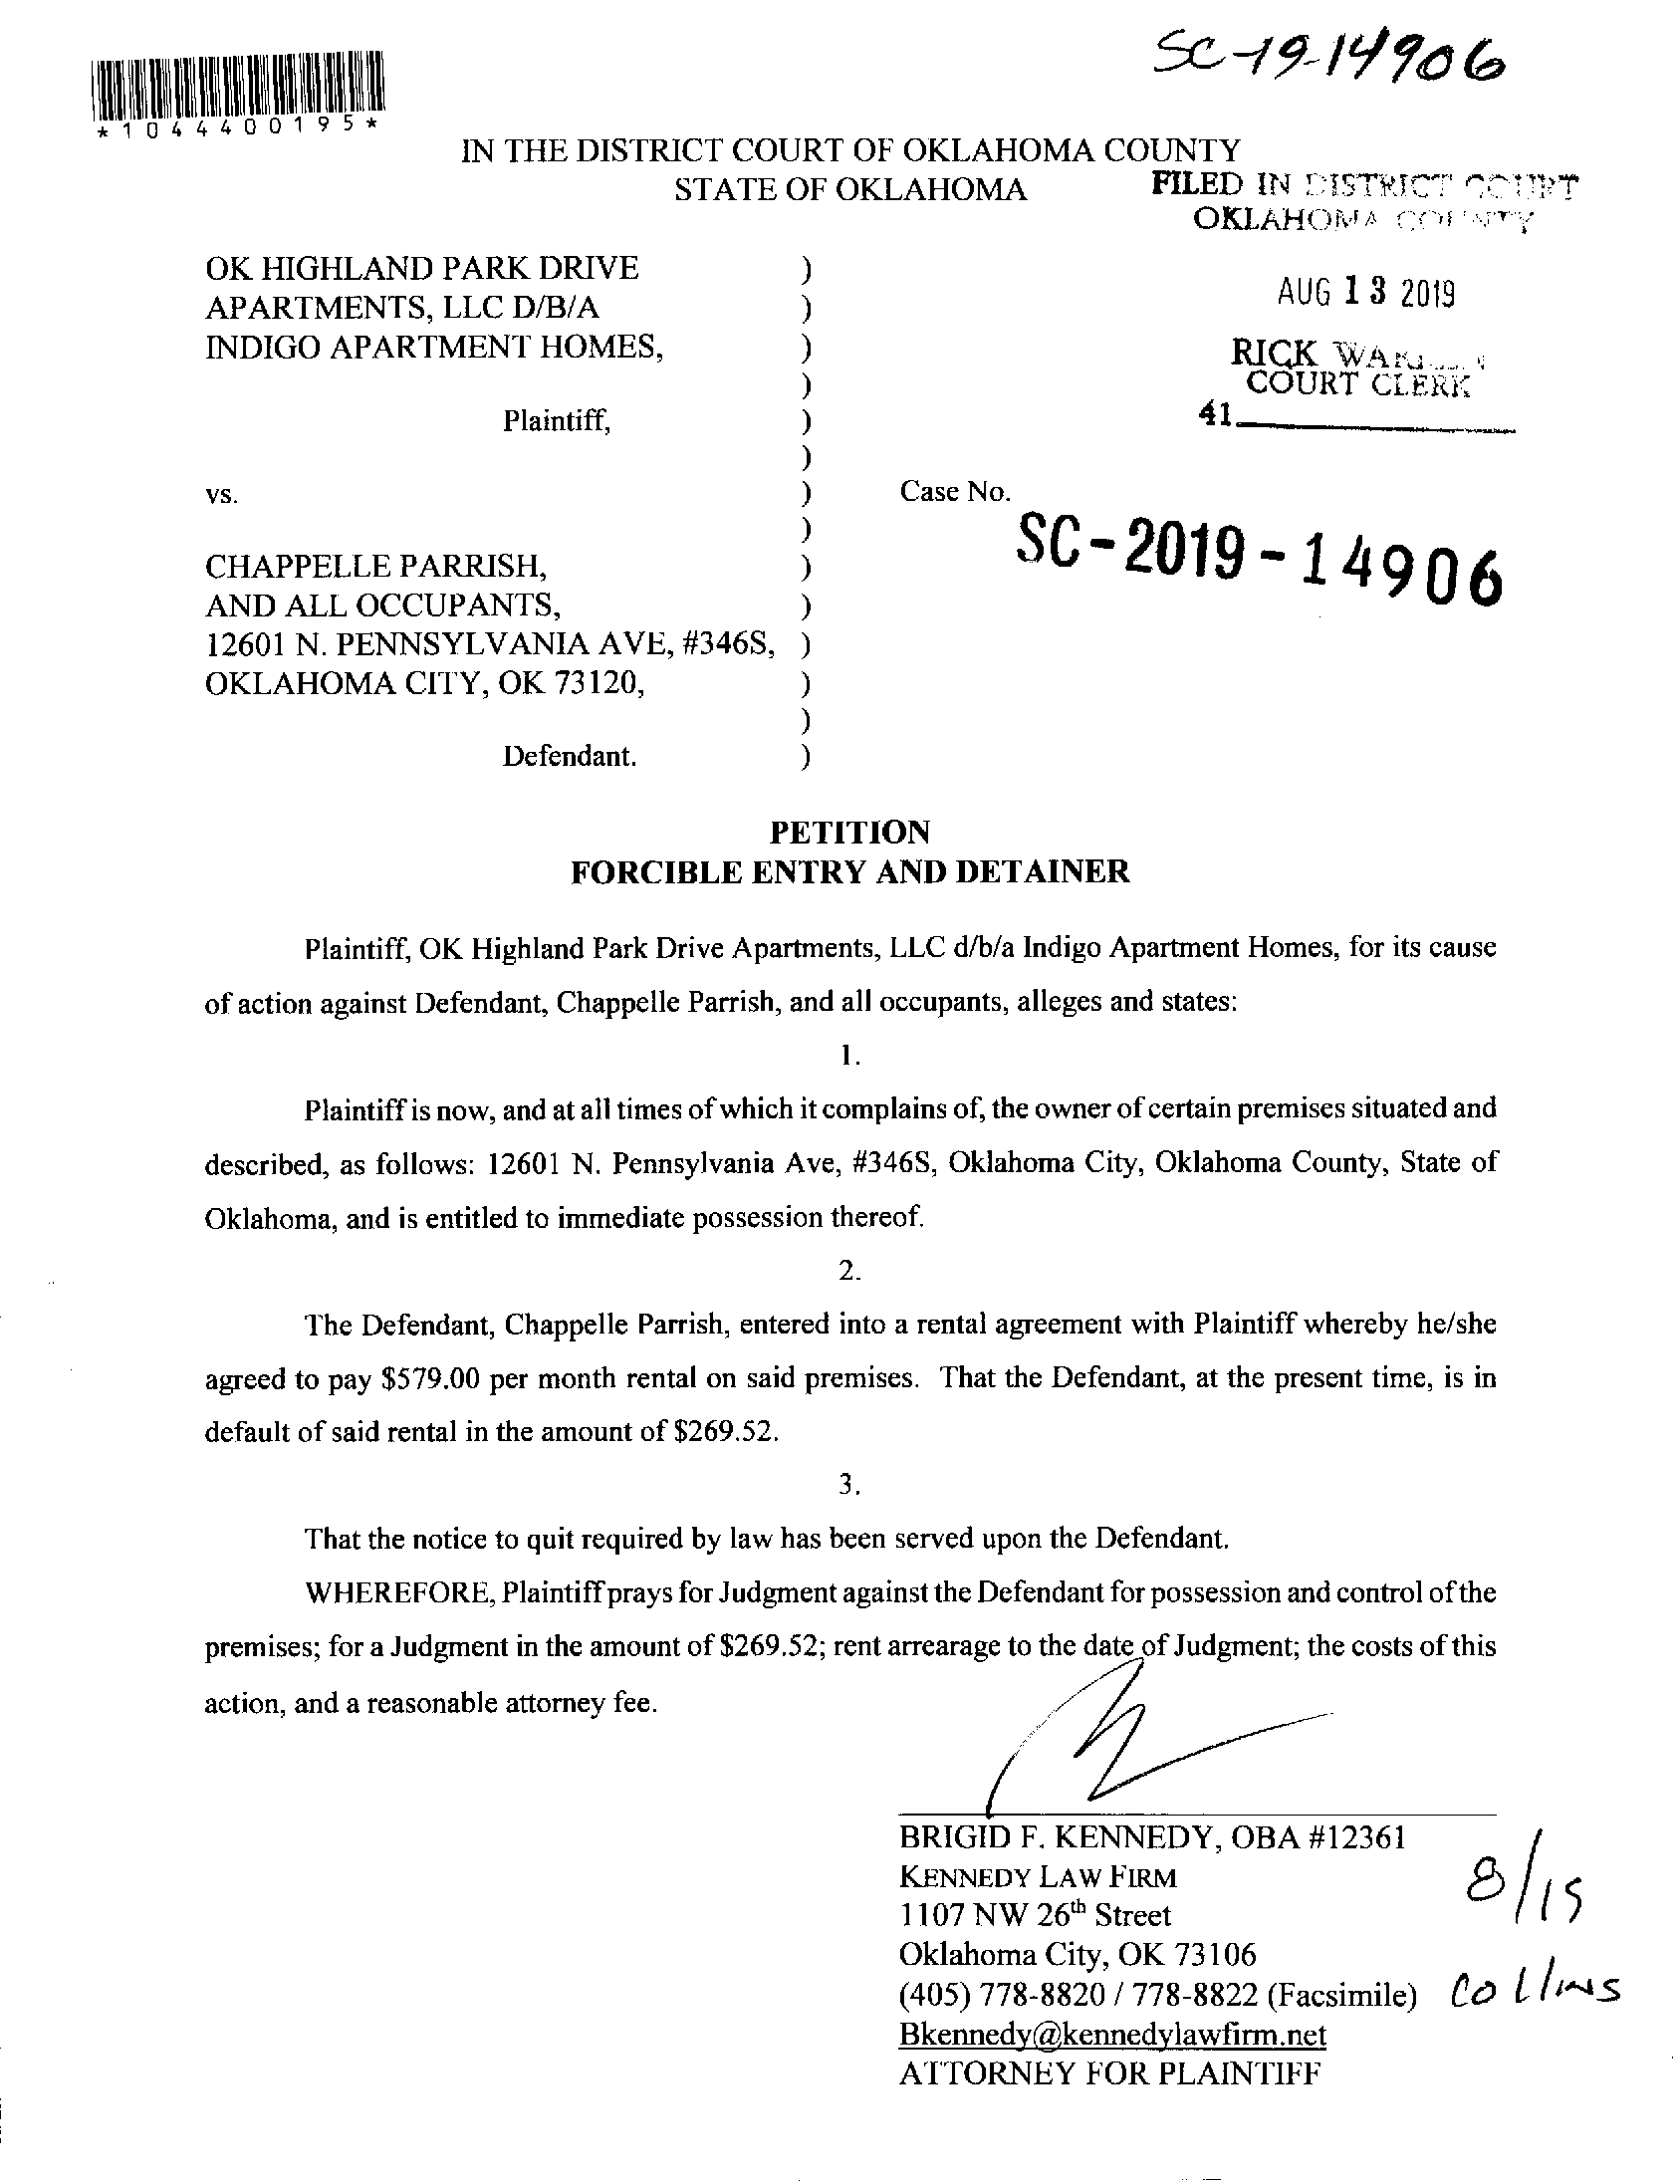 SC-19-14906
*1044400195*
IN THE DISTRICT COURT OF OKLAHOMA COUNTY
STATE OF OKLAHOMA
FILED IN DISTRICT COURT
OKLAHOMA COUNTY
OK HIGHLAND PARK DRIVE )
APARTMENTS, LLC D/B/A )
INDIGO APARTMENT HOMES, )
)
Plaintiff, )
)
vs. )
)
CHAPPELLE PARRISH, )
AND ALL OCCUPANTS, )
12601 N. PENNSYLVANIA AVE, #346S, )
OKLAHOMA CITY, OK 73120, )
)
Defendant. )
AUG 13 2019
RICK
COURT CLERK
41
Case No.
SC-2019-14906
PETITION
FORCIBLE ENTRY AND DETAINER
Plaintiff, OK Highland Park Drive Apartments, LLC d/b/a Indigo Apartment Homes, for its cause
of action against Defendant, Chappelle Parrish, and all occupants, alleges and states:
1.
Plaintiff is now, and at all times of which it complains of, the owner of certain premises situated and
described, as follows: 12601 N. Pennsylvania Ave, #346S, Oklahoma City, Oklahoma County, State of
Oklahoma, and is entitled to immediate possession thereof.
2.
The Defendant, Chappelle Parrish, entered into a rental agreement with Plaintiff whereby he/she
agreed to pay $579.00 per month rental on said premises. That the Defendant, at the present time, is in
default of said rental in the amount of $269.52.
3.
That the notice to quit required by law has been served upon the Defendant.
WHEREFORE, Plaintiff prays for Judgment against the Defendant for possession and control of the
premises; for a Judgment in the amount of $269.52; rent arrearage to the date of Judgment; the costs of this
action, and a reasonable attorney fee.
BRIGID F. KENNEDY, OBA #12361
KENNEDY LAW FIRM
1107 NW 26th Street
Oklahoma City, OK 73106
(405) 778-8820 / 778-8822 (Facsimile)
Bkennedy@kennedylawfirm.net
ATTORNEY FOR PLAINTIFF
8/15
Collins